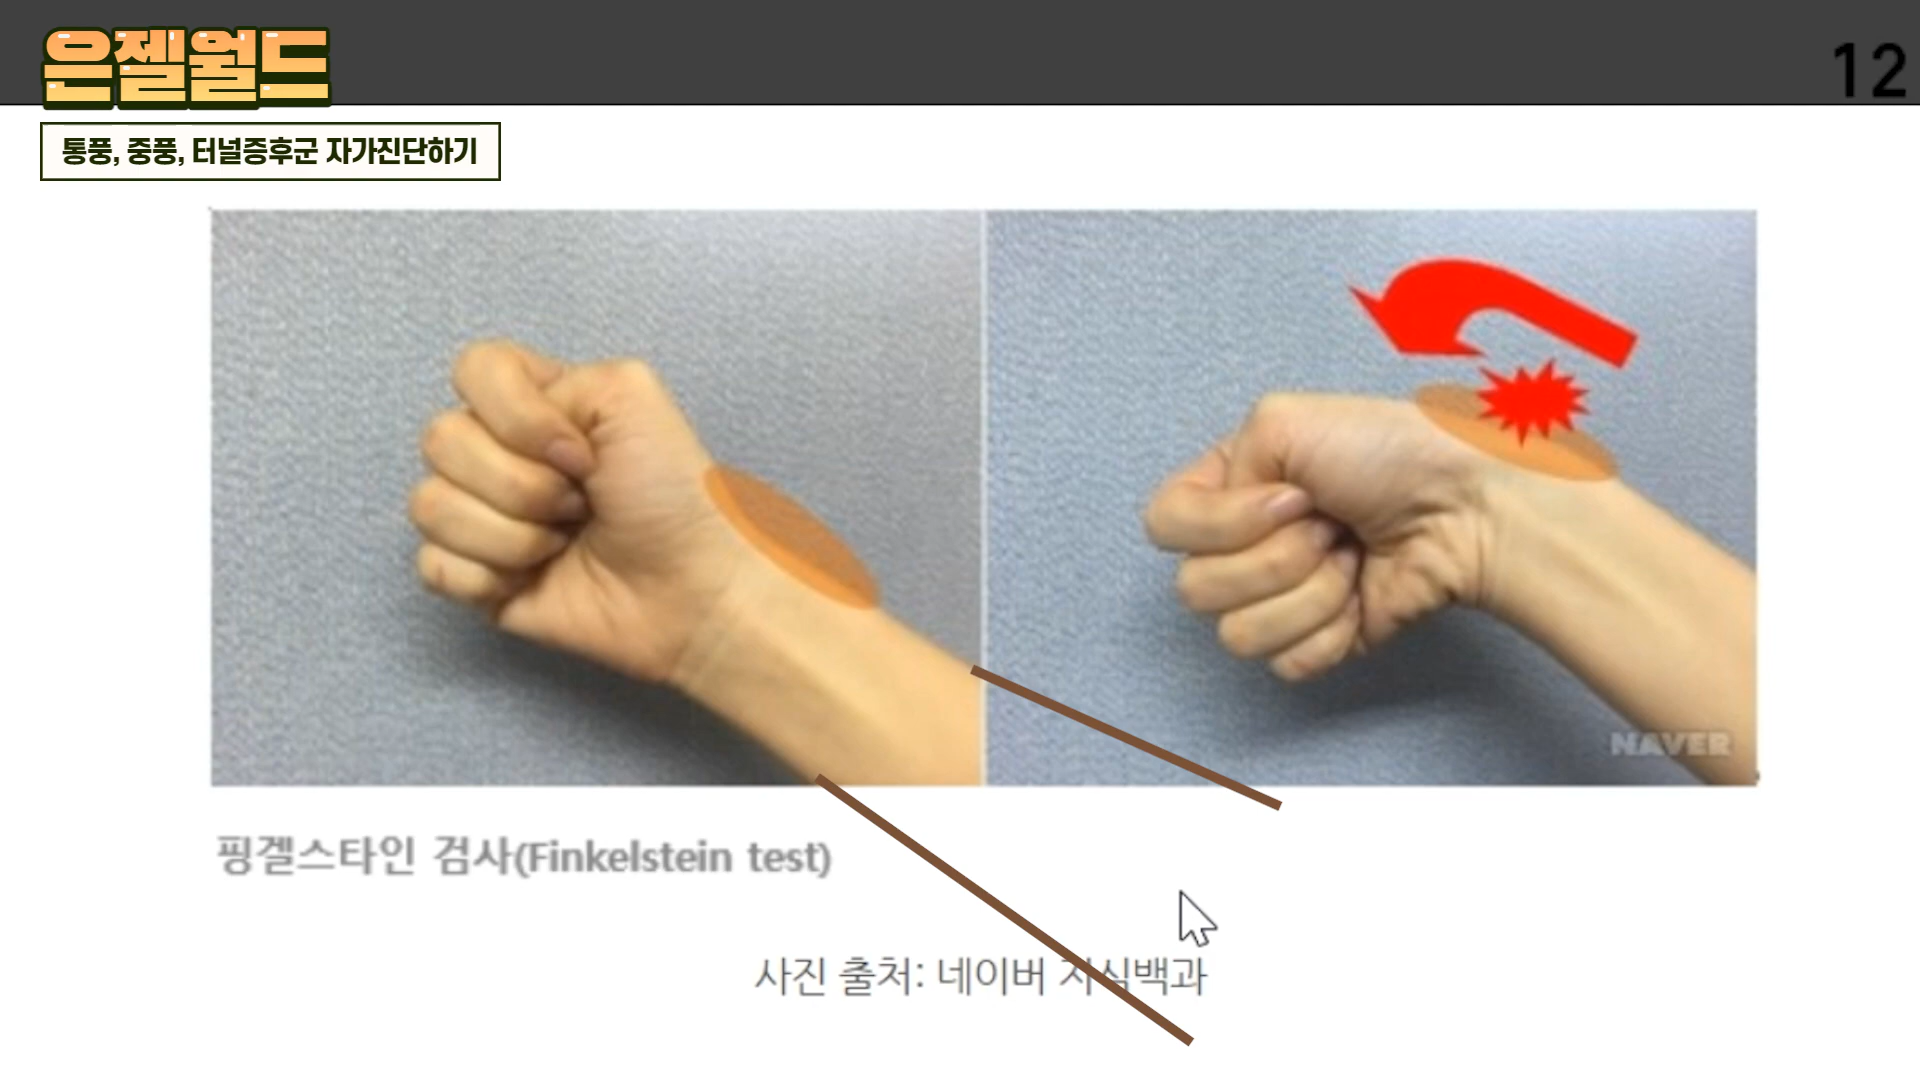 은젤월드
12
통풍, 중풍, 터널증후군 자가진단하기
NAVER
핑겔스타인 검사(Finkelstein test)
사진 출처: 네이버 지식백과